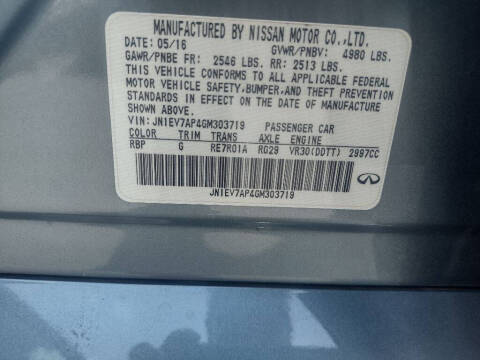 MANUFACTURED BY NISSAN MOTOR CO.,LTD.
DATE: 05/16 GVWR/PNBV: 4980 LBS.
GAWR/PNBE FR: 2546 LBS. RR: 2513 LBS.
THIS VEHICLE CONFORMS TO ALL APPLICABLE FEDERAL
MOTOR VEHICLE SAFETY,BUMPER,AND THEFT PREVENTION
STANDARDS IN EFFECT ON THE DATE OF MANUFACTURE
SHOWN ABOVE.
VIN: JN1EV7AP4GM303719 PASSENGER CAR
COLOR TRIM TRANS AXLE ENGINE
RBP G RE7R01A RG29 VR30(DDTT) 2997CC
JN1EV7AP4GM303719